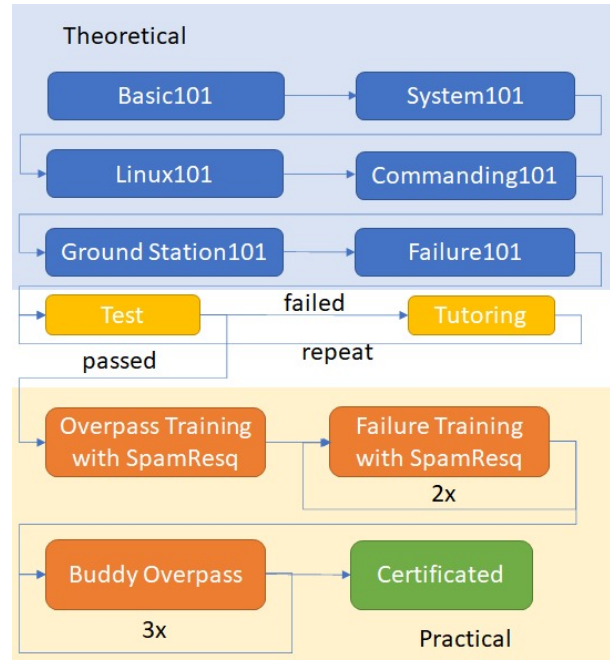 Theoretical
Basic101
System101
Linux101
Commanding101
Ground Station101
Failure101
Test
failed
Tutoring
passed
repeat
Overpass Training
with SpamResq
Failure Training
with SpamResq
2x
Buddy Overpass
Certificated
3x
Practical